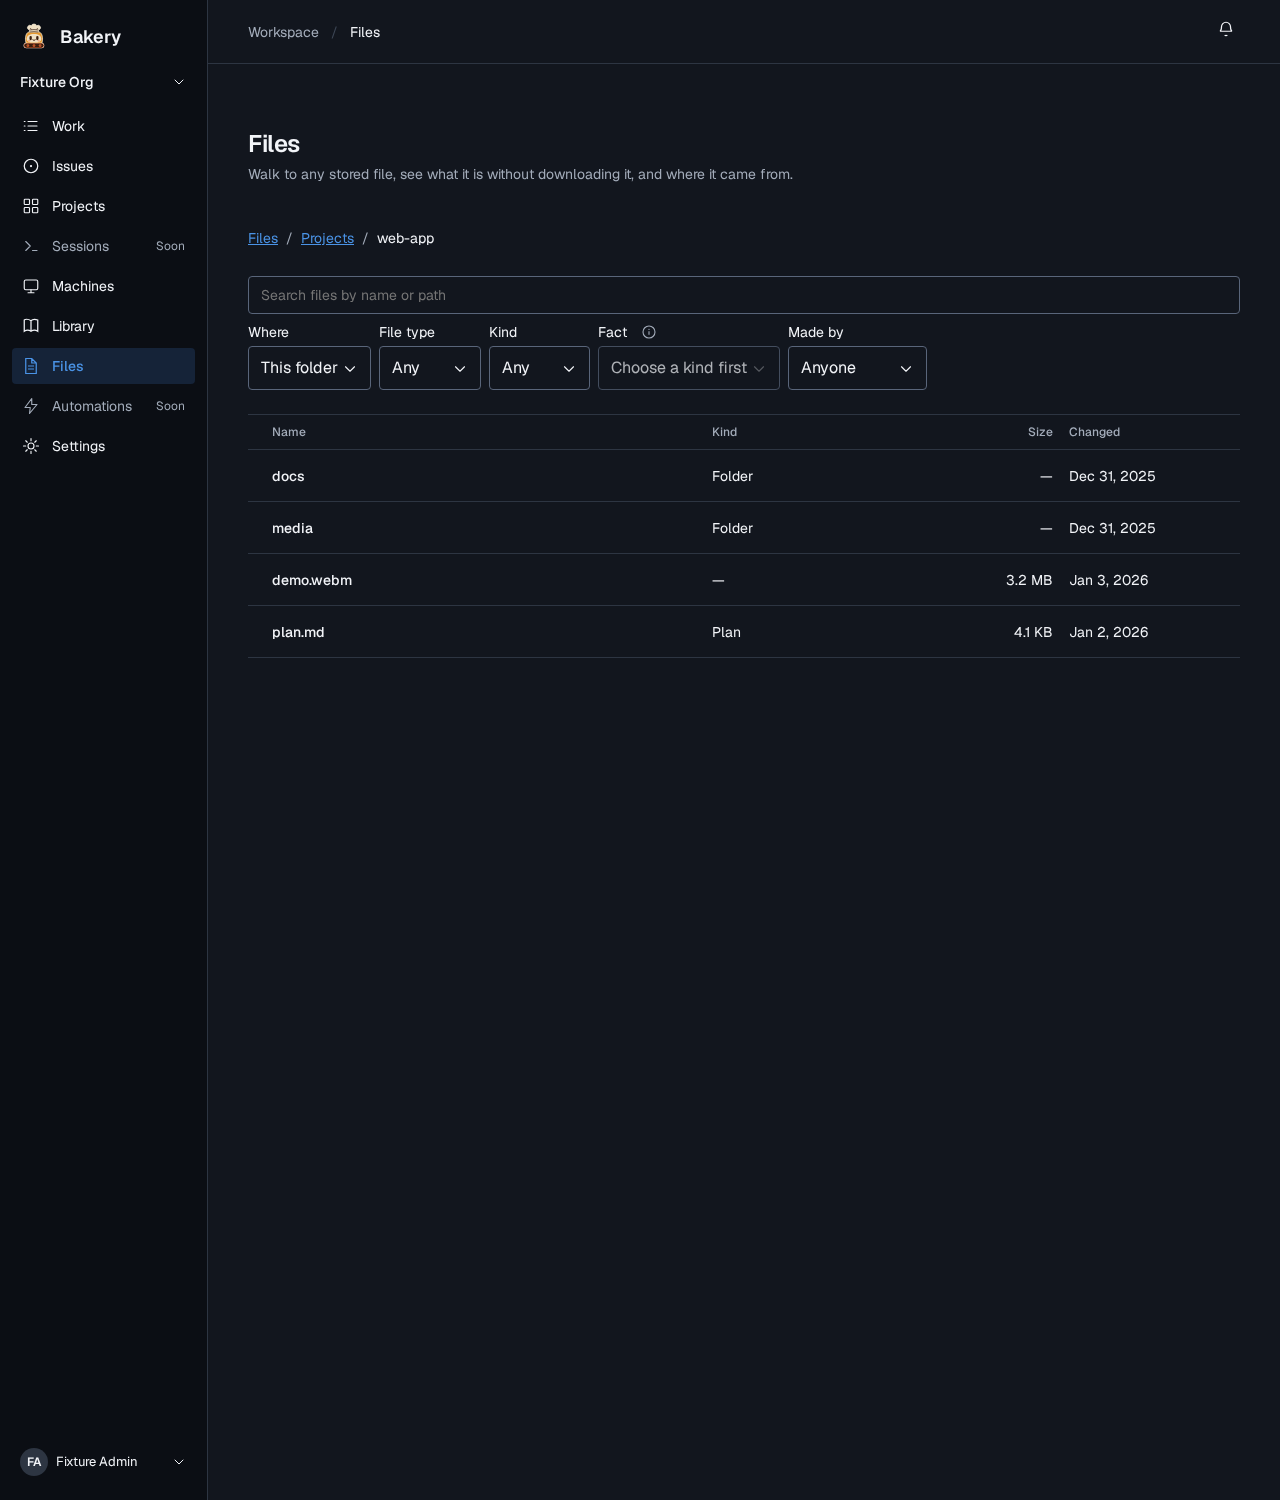 Bakery
Fixture Org
Work
Issues
Projects
Sessions Soon
Machines
Library
Files
Automations Soon
Settings
FA Fixture Admin
Workspace / Files
Files
Walk to any stored file, see what it is without downloading it, and where it came from.
Files / Projects / web-app
Search files by name or path
Where File type Kind Fact Made by
This folder Any Any Choose a kind first Anyone
Name Kind Size Changed
docs Folder — Dec 31, 2025
media Folder — Dec 31, 2025
demo.webm — 3.2 MB Jan 3, 2026
plan.md Plan 4.1 KB Jan 2, 2026